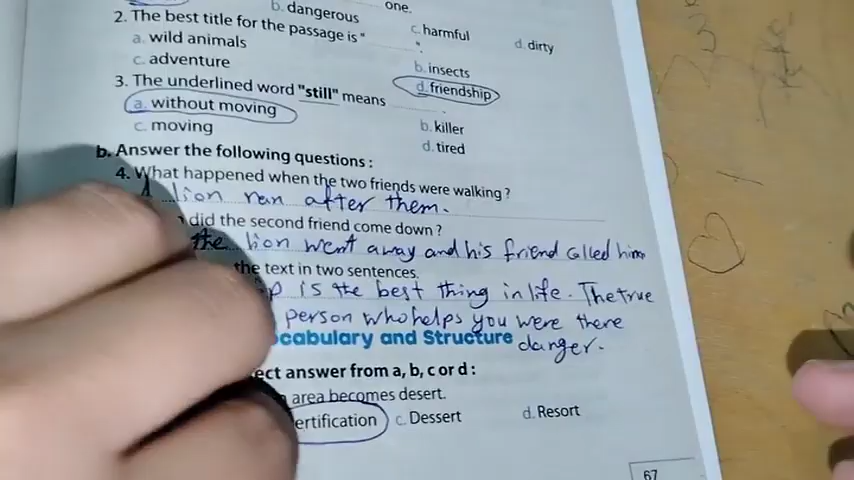 b. dangerous
one.
2. The best title for the passage is "
".
c. harmful
d. dirty
a. wild animals
b. insects
c. adventure
d. friendship
3. The underlined word "still" means
a. without moving
b. killer
c. moving
d. tired
b. Answer the following questions :
4. What happened when the two friends were walking ?
A lion ran after them.
did the second friend come down ?
the lion went away and his friend called him
the text in two sentences.
p is the best thing in life. The true
person who helps you were there
danger.
cabulary and Structure
ect answer from a, b, c or d :
area becomes desert.
ertification
c. Dessert
d. Resort
67